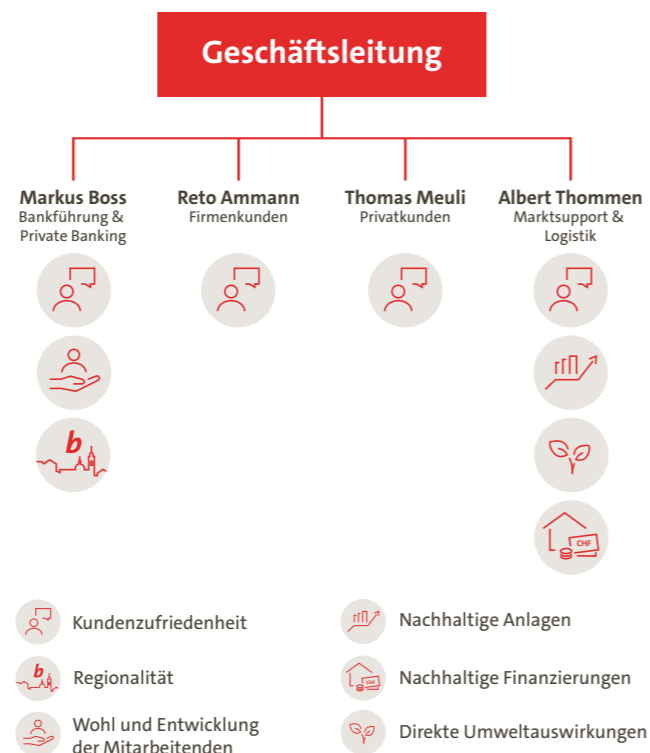 Geschäftsleitung
Markus Boss
Bankführung &
Private Banking
Reto Ammann
Firmenkunden
Thomas Meuli
Privatkunden
Albert Thommen
Marktsupport &
Logistik
b
CHF
Kundenzufriedenheit
b
Regionalität
Wohl und Entwicklung
der Mitarbeitenden
Nachhaltige Anlagen
CHF
Nachhaltige Finanzierungen
Direkte Umweltauswirkungen